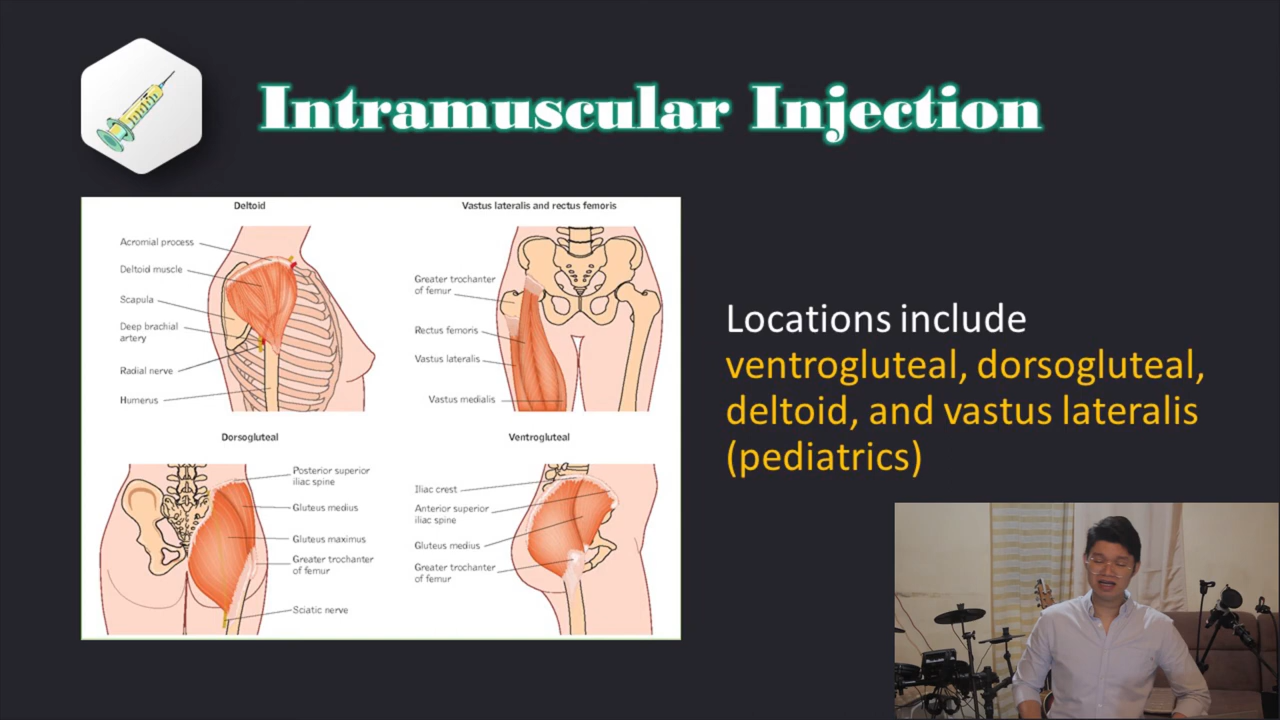 Intramuscular Injection
Deltoid
Acromial process
Deltoid muscle
Scapula
Deep brachial
artery
Radial nerve
Humerus
Vastus lateralis and rectus femoris
Greater trochanter
of femur
Rectus femoris
Vastus lateralis
Vastus medialis
Dorsogluteal
Posterior superior
iliac spine
Gluteus medius
Gluteus maximus
Greater trochanter
of femur
Sciatic nerve
Ventrogluteal
Iliac crest
Anterior superior
iliac spine
Gluteus medius
Greater trochanter
of femur
Locations include
ventrogluteal, dorsogluteal,
deltoid, and vastus lateralis
(pediatrics)